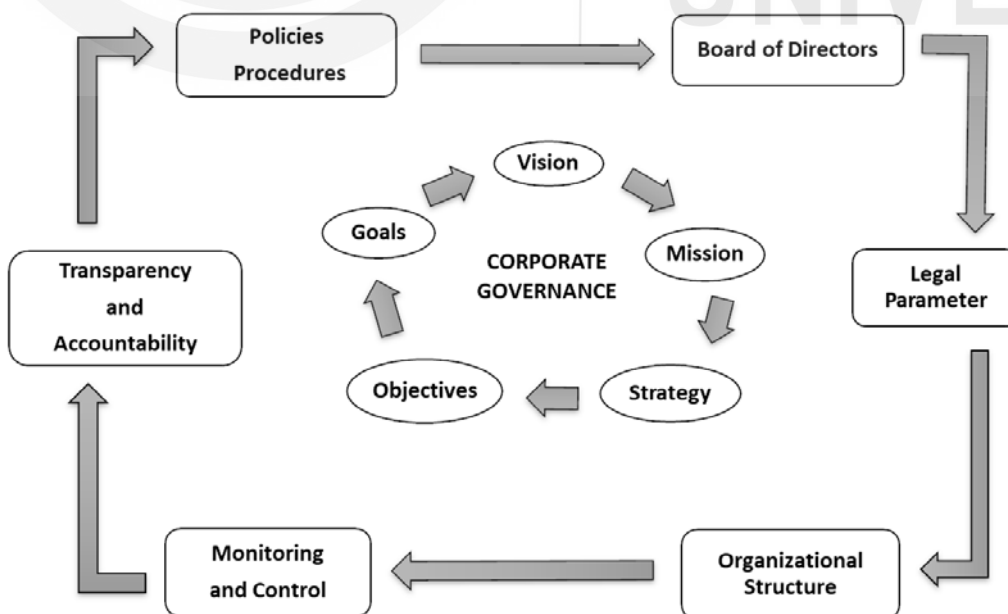 Policies
Procedures
Board of Directors
Vision
Goals
Mission
CORPORATE
GOVERNANCE
Transparency
and
Accountability
Legal
Parameter
Objectives
Strategy
Monitoring
and Control
Organizational
Structure